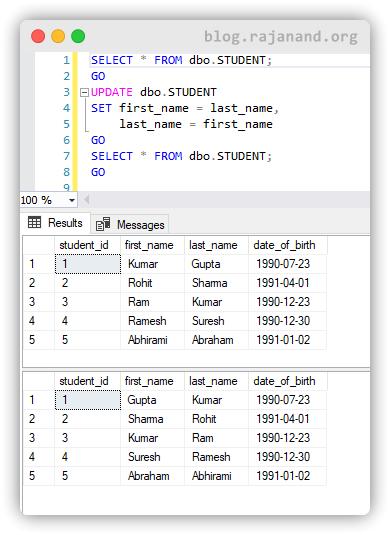 blog.rajanand.org
1 SELECT * FROM dbo.STUDENT;
2 GO
3 UPDATE dbo.STUDENT
4 SET first_name = last_name,
5 last_name = first_name
6 GO
7 SELECT * FROM dbo.STUDENT;
8 GO
9
100 %
Results Messages
student_id first_name last_name date_of_birth
1 1 Kumar Gupta 1990-07-23
2 2 Rohit Sharma 1991-04-01
3 3 Ram Kumar 1990-12-23
4 4 Ramesh Suresh 1990-12-30
5 5 Abhirami Abraham 1991-01-02
student_id first_name last_name date_of_birth
1 1 Gupta Kumar 1990-07-23
2 2 Sharma Rohit 1991-04-01
3 3 Kumar Ram 1990-12-23
4 4 Suresh Ramesh 1990-12-30
5 5 Abraham Abhirami 1991-01-02